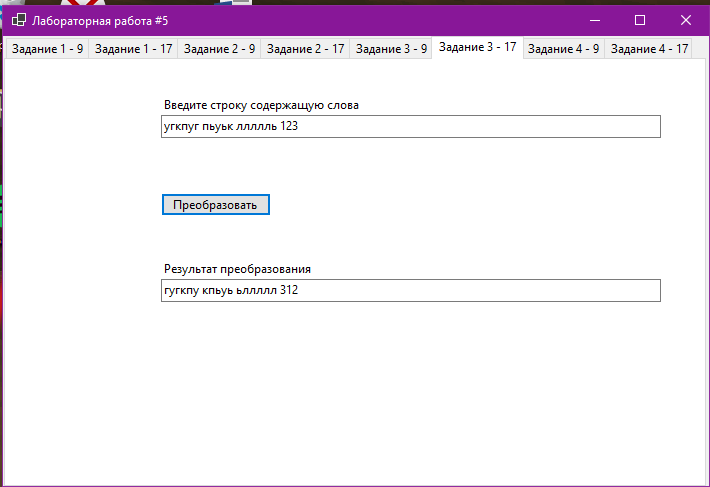 Лабораторная работа #5
Задание 1 - 9 Задание 1 - 17 Задание 2 - 9 Задание 2 - 17 Задание 3 - 9 Задание 3 - 17 Задание 4 - 9 Задание 4 - 17
Введите строку содержащую слова
угкпуг пьуьк лллллль 123
Преобразовать
Результат преобразования
гугкпу кпьуь ьлллллл 312